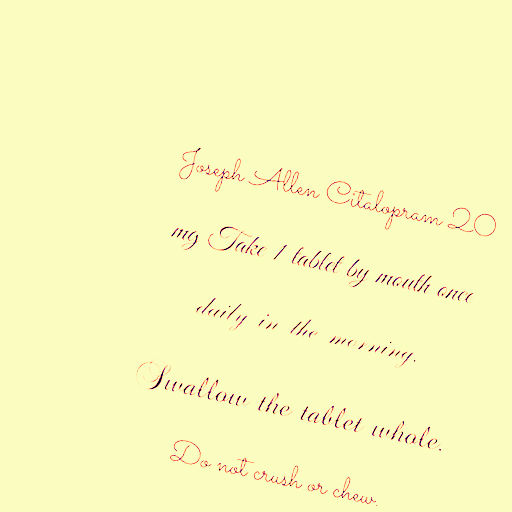 Joseph Allen Citalopram 20
mg Take 1 tablet by mouth once
daily in the morning.
Swallow the tablet whole.
Do not crush or chew.